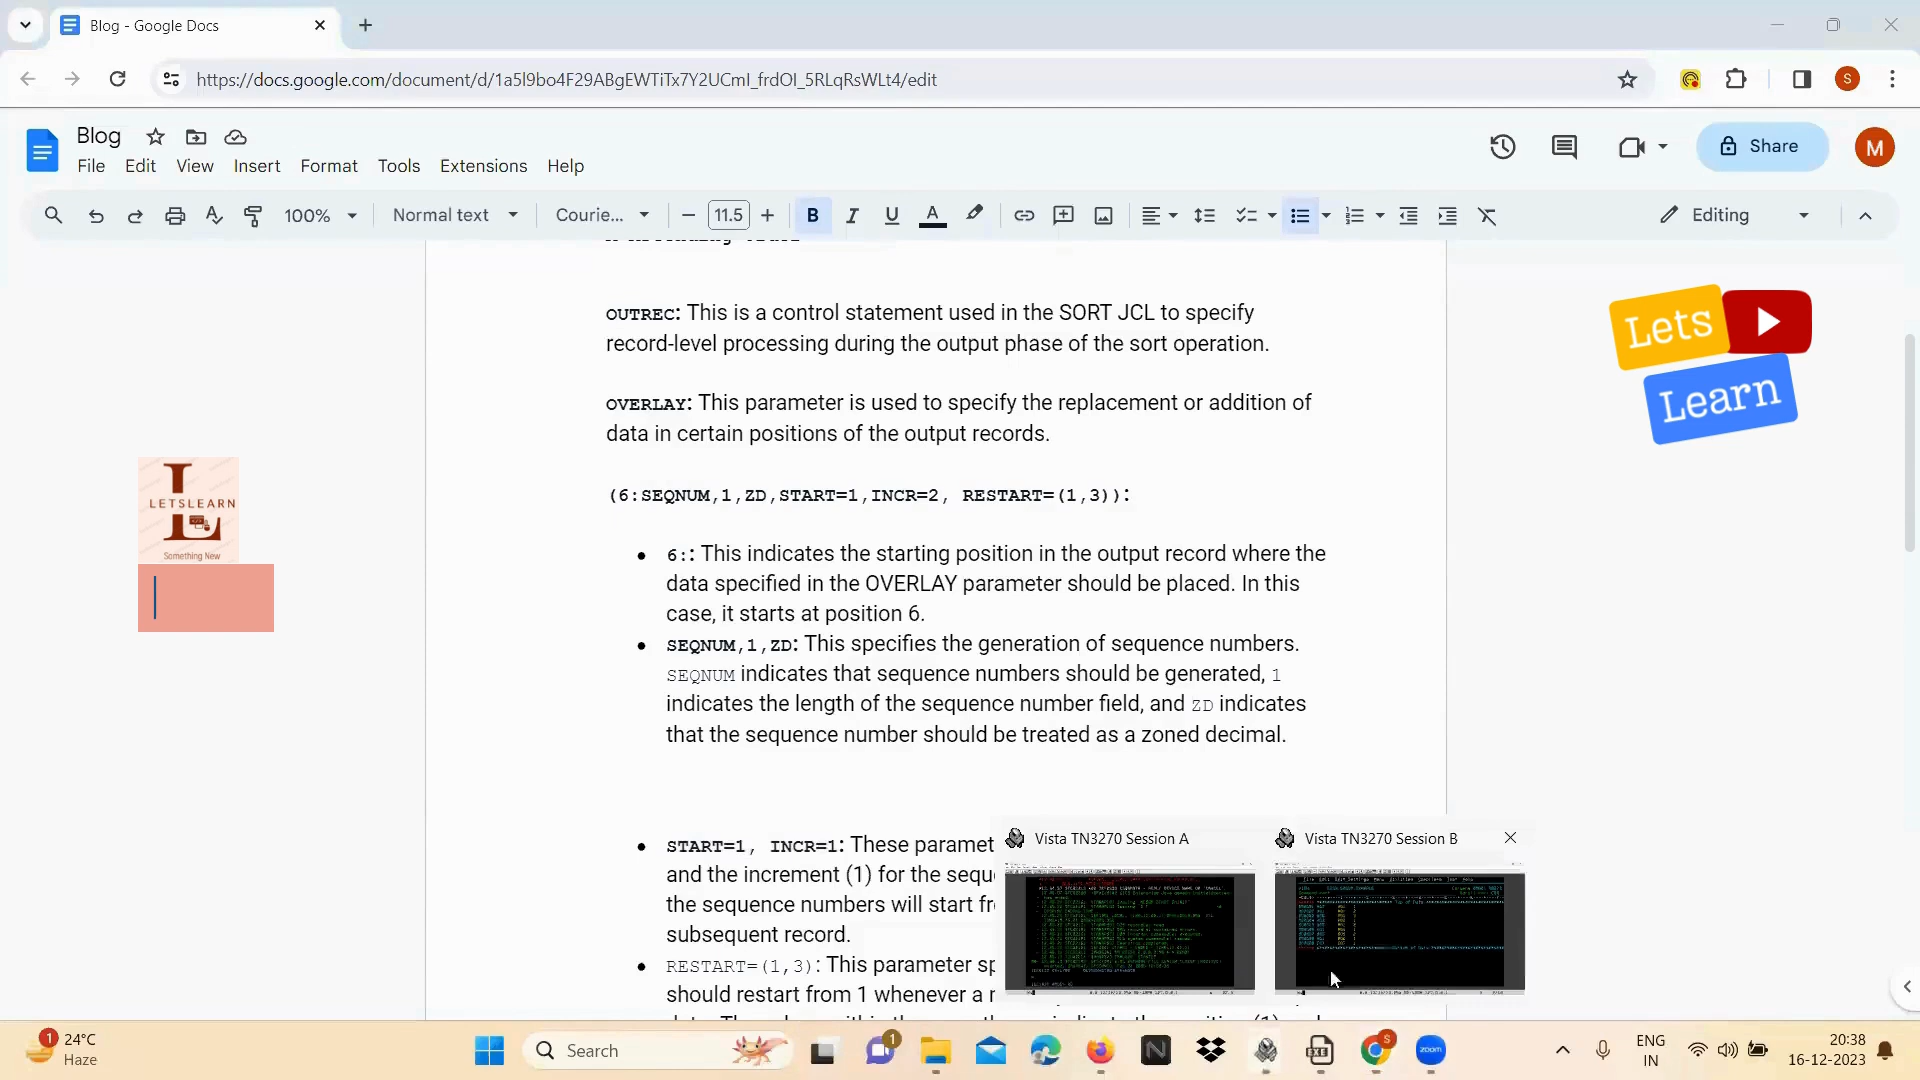 Blog - Google Docs
https://docs.google.com/document/d/1a5l9bo4F29ABgEWTiTx7Y2UCmI_frdOI_5RLqRsWLt4/edit
S
Blog
File Edit View Insert Format Tools Extensions Help
Share
M
100% Normal text Courie... 11.5 B I U A Editing
OUTREC: This is a control statement used in the SORT JCL to specify
record-level processing during the output phase of the sort operation.
OVERLAY: This parameter is used to specify the replacement or addition of
data in certain positions of the output records.
(6:SEQNUM,1,ZD,START=1,INCR=2, RESTART=(1,3)):
6:: This indicates the starting position in the output record where the
data specified in the OVERLAY parameter should be placed. In this
case, it starts at position 6.
SEQNUM,1,ZD: This specifies the generation of sequence numbers.
SEQNUM indicates that sequence numbers should be generated, 1
indicates the length of the sequence number field, and ZD indicates
that the sequence number should be treated as a zoned decimal.
START=1, INCR=1: These paramet
and the increment (1) for the seque
the sequence numbers will start fr
subsequent record.
RESTART=(1,3): This parameter sp
should restart from 1 whenever a
Lets
Learn
L
LETSLEARN
Something New
Vista TN3270 Session A
Vista TN3270 Session B
1
24°C
Haze
Search
1
zoom
ENG
IN
20:38
16-12-2023